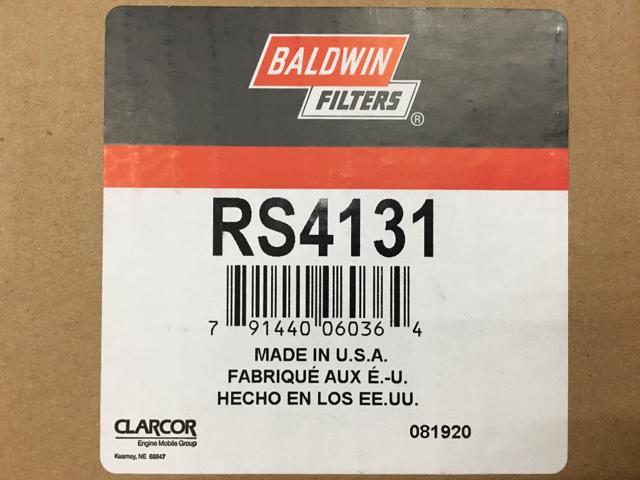 BALDWIN
FILTERS®
RS4131
7 91440 06036 4
MADE IN U.S.A.
FABRIQUÉ AUX É.-U.
HECHO EN LOS EE.UU.
CLARCOR
Engine Mobile Group
Kearney, NE 68847
081920